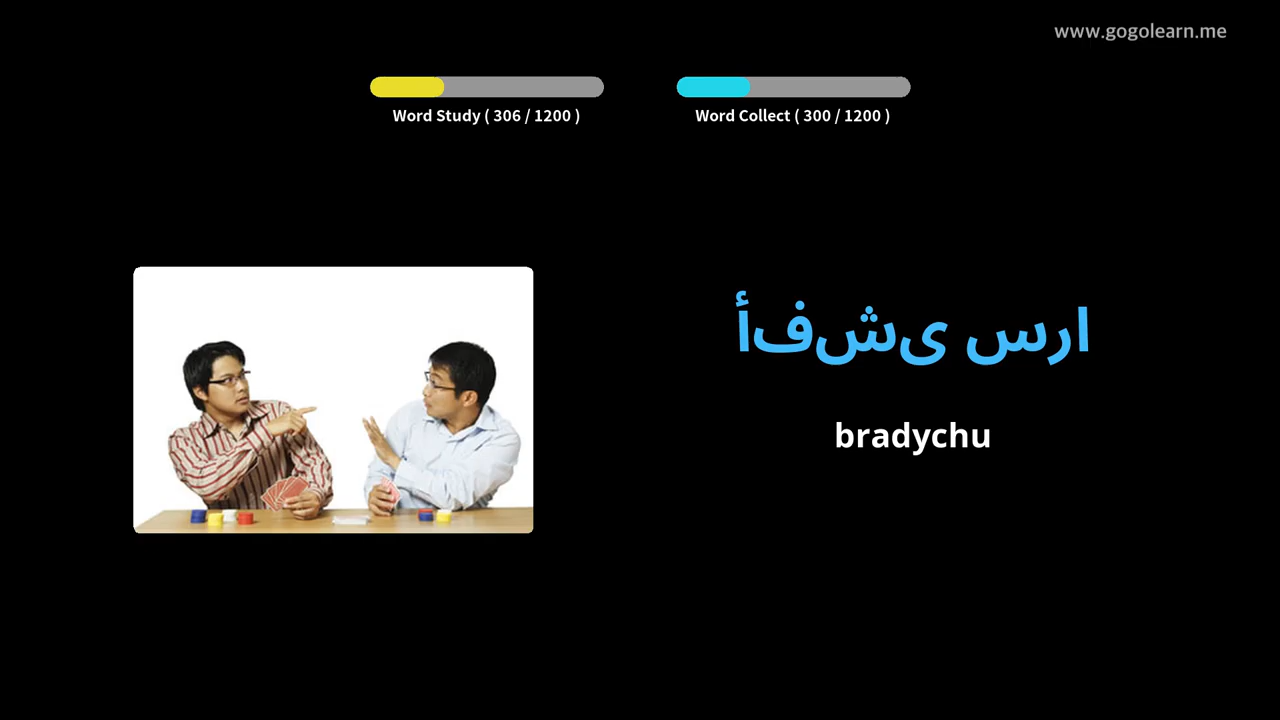 www.gogolearn.me
Word Study ( 306 / 1200 )
Word Collect ( 300 / 1200 )
ارس ىشفأ
bradychu